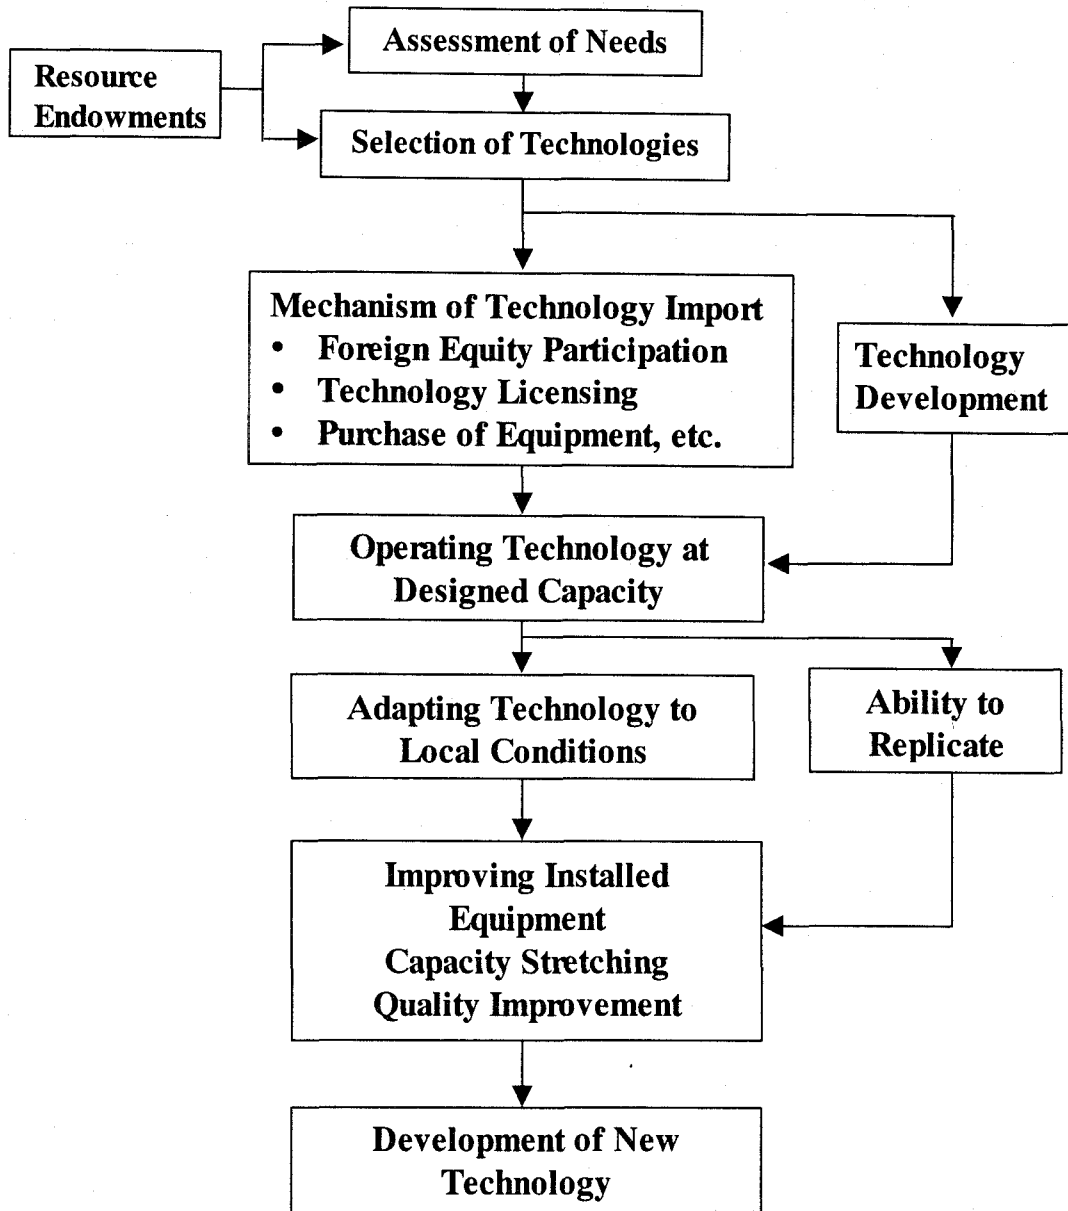 Assessment of Needs
Resource
Endowments
Selection of Technologies
Mechanism of Technology Import
• Foreign Equity Participation
• Technology Licensing
• Purchase of Equipment, etc.
Technology
Development
Operating Technology at
Designed Capacity
Adapting Technology to
Local Conditions
Ability to
Replicate
Improving Installed
Equipment
Capacity Stretching
Quality Improvement
Development of New
Technology